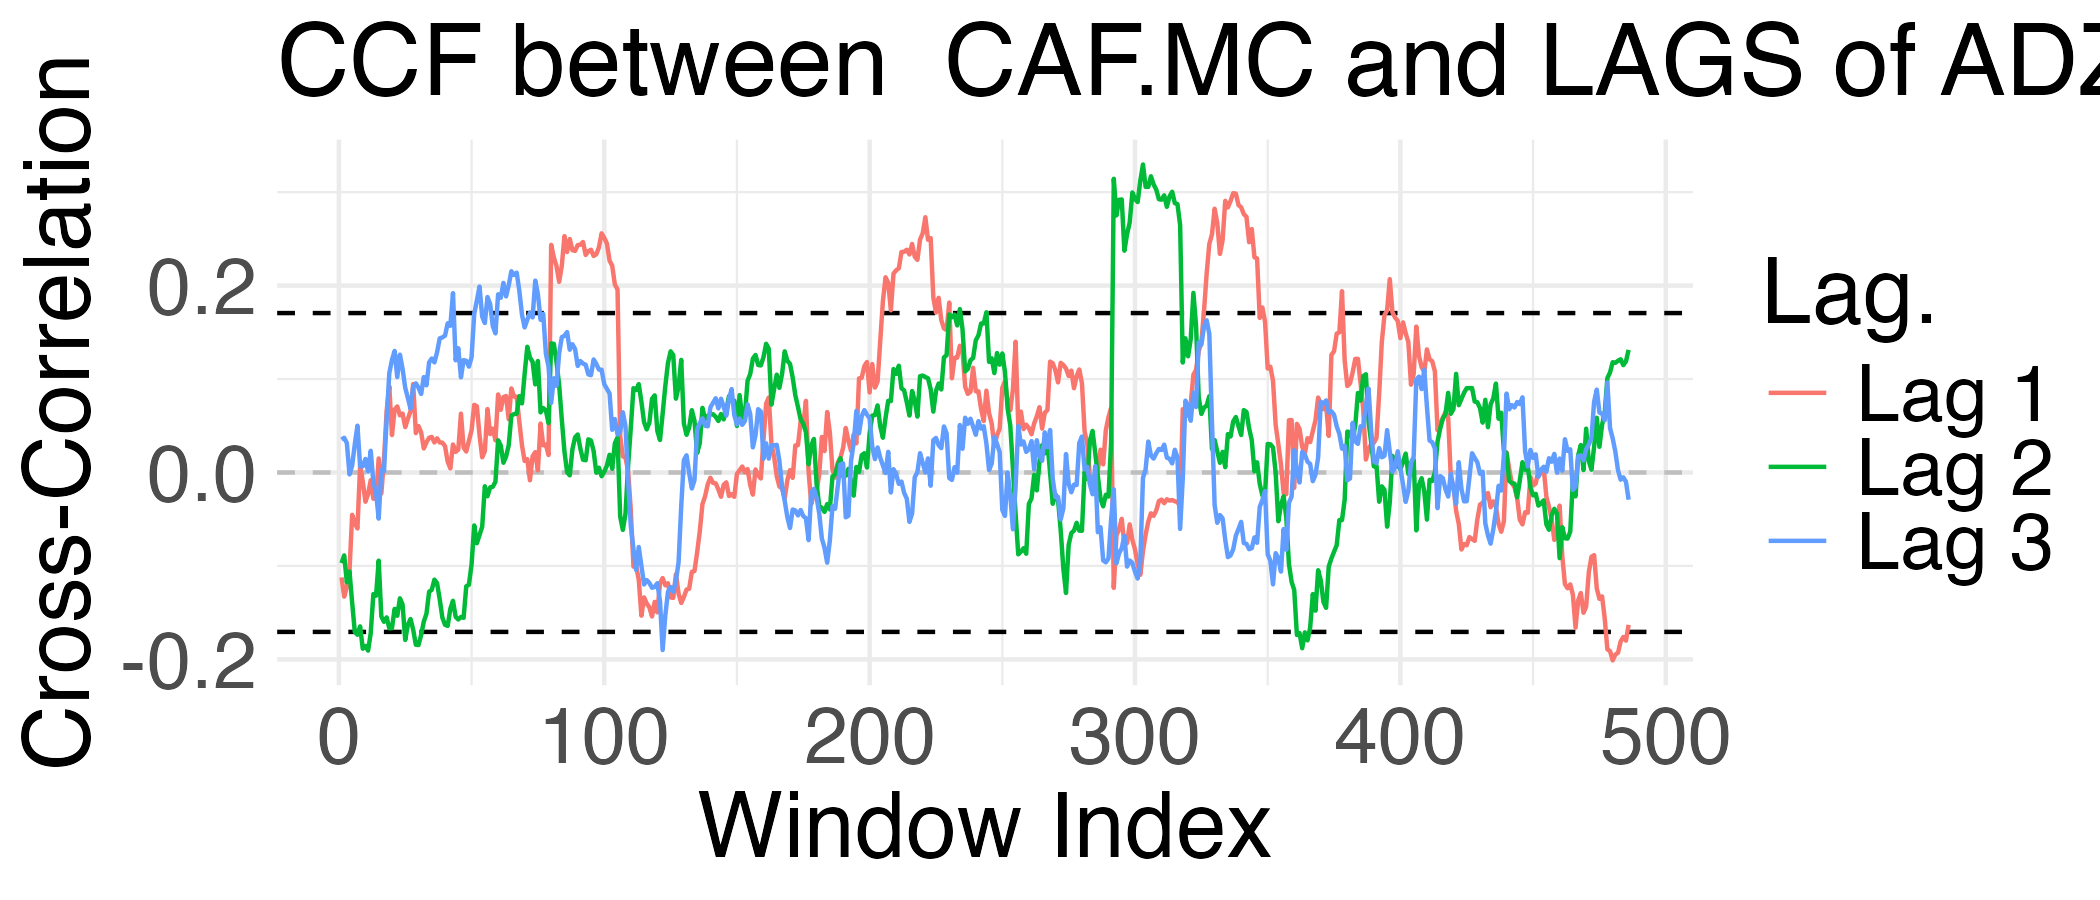 CCF between CAF.MC and LAGS of ADZ
Cross-Correlation
0.2
0.0
-0.2
0 100 200 300 400 500
Window Index
Lag.
Lag 1
Lag 2
Lag 3